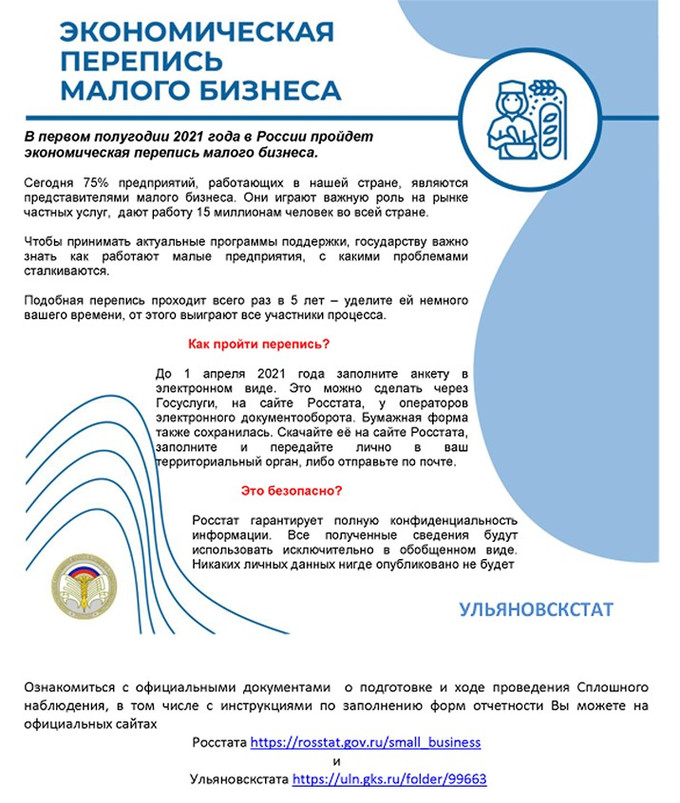 ЭКОНОМИЧЕСКАЯ
ПЕРЕПИСЬ
МАЛОГО БИЗНЕСА
В первом полугодии 2021 года в России пройдет
экономическая перепись малого бизнеса.
Сегодня 75% предприятий, работающих в нашей стране, являются
представителями малого бизнеса. Они играют важную роль на рынке
частных услуг, дают работу 15 миллионам человек во всей стране.
Чтобы принимать актуальные программы поддержки, государству важно
знать как работают малые предприятия, с какими проблемами
сталкиваются.
Подобная перепись проходит всего раз в 5 лет – уделите ей немного
вашего времени, от этого выиграют все участники процесса.
Как пройти перепись?
До 1 апреля 2021 года заполните анкету в
электронном виде. Это можно сделать через
Госуслуги, на сайте Росстата, у операторов
электронного документооборота. Бумажная форма
также сохранилась. Скачайте её на сайте Росстата,
заполните и передайте лично в ваш
территориальный орган, либо отправьте по почте.
Это безопасно?
Росстат гарантирует полную конфиденциальность
информации. Все полученные сведения будут
использовать исключительно в обобщенном виде.
Никаких личных данных нигде опубликовано не будет
УЛЬЯНОВСКСТАТ
Ознакомиться с официальными документами о подготовке и ходе проведения Сплошного
наблюдения, в том числе с инструкциями по заполнению форм отчетности Вы можете на
официальных сайтах
Росстата https://rosstat.gov.ru/small_business
и
Ульяновскстата https://uln.gks.ru/folder/99663